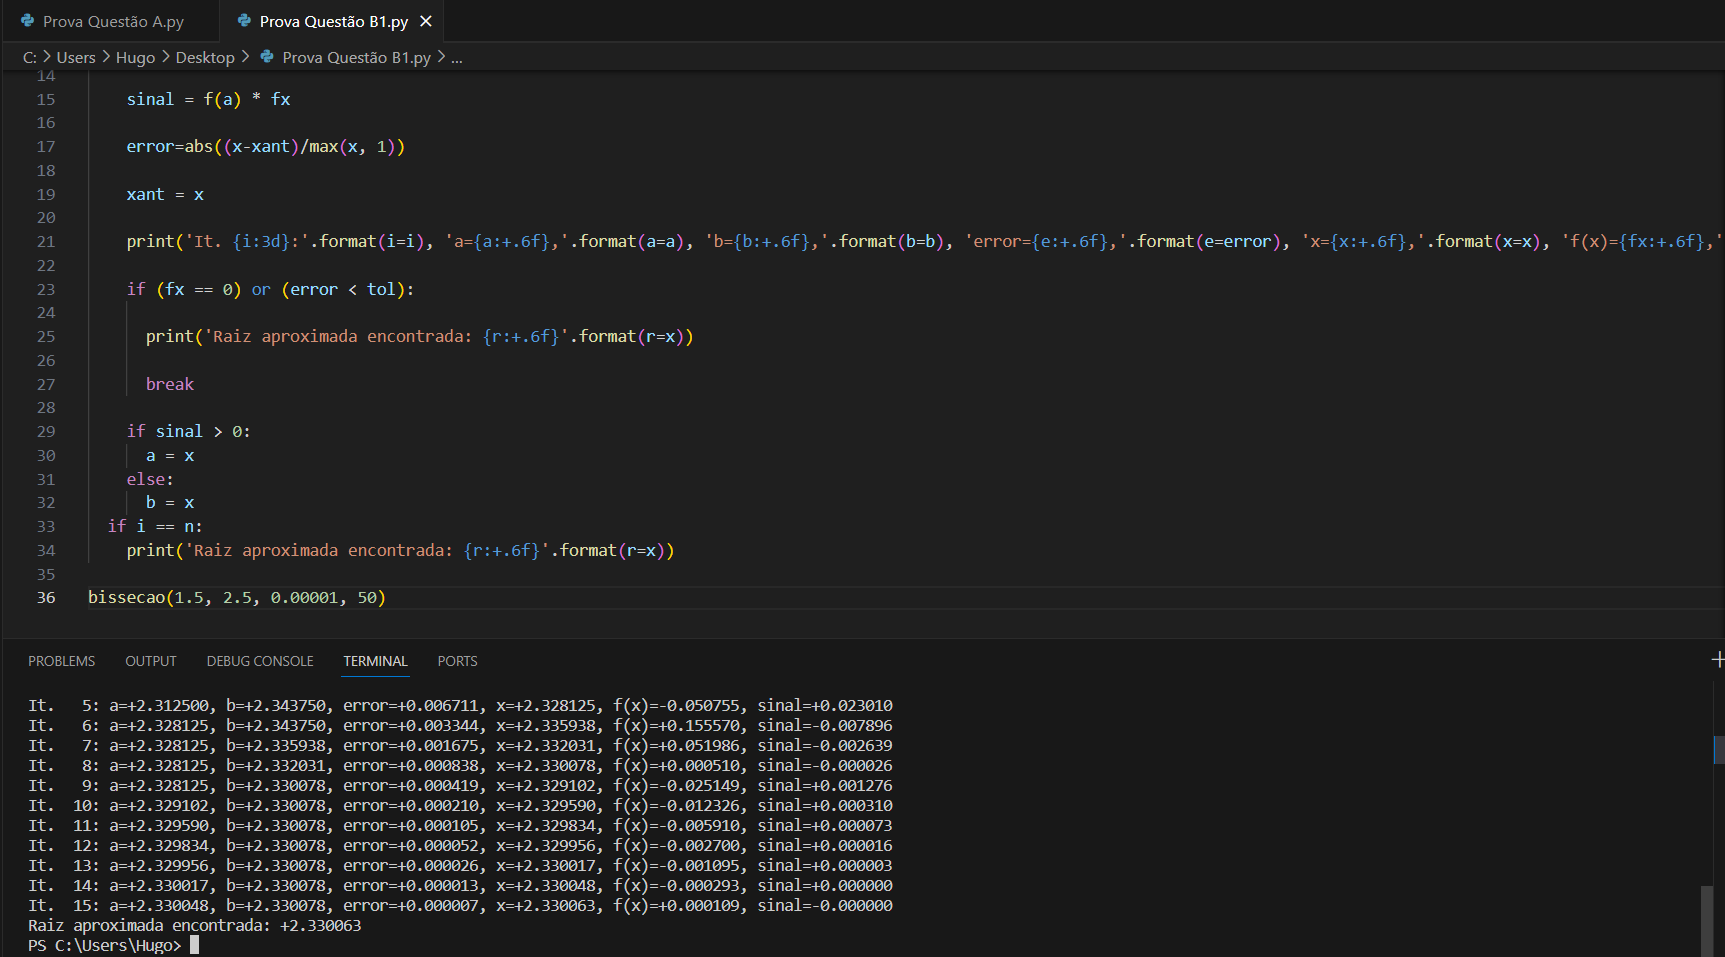 Prova Questão A.py Prova Questão B1.py ×
C: > Users > Hugo > Desktop > Prova Questão B1.py > ...
14
15 sinal = f(a) * fx
16
17 error=abs((x-xant)/max(x, 1))
18
19 xant = x
20
21 print('It. {i:3d}:'.format(i=i), 'a={a:+.6f},'.format(a=a), 'b={b:+.6f},'.format(b=b), 'error={e:+.6f},'.format(e=error), 'x={x:+.6f},'.format(x=x), 'f(x)={fx:+.6f},'
22
23 if (fx == 0) or (error < tol):
24
25 print('Raiz aproximada encontrada: {r:+.6f}'.format(r=x))
26
27 break
28
29 if sinal > 0:
30 a = x
31 else:
32 b = x
33 if i == n:
34 print('Raiz aproximada encontrada: {r:+.6f}'.format(r=x))
35
36 bissecao(1.5, 2.5, 0.00001, 50)
PROBLEMS OUTPUT DEBUG CONSOLE TERMINAL PORTS +
It.   5: a=+2.312500, b=+2.343750, error=+0.006711, x=+2.328125, f(x)=-0.050755, sinal=+0.023010
It.   6: a=+2.328125, b=+2.343750, error=+0.003344, x=+2.335938, f(x)=+0.155570, sinal=-0.007896
It.   7: a=+2.328125, b=+2.335938, error=+0.001675, x=+2.332031, f(x)=+0.051986, sinal=-0.002639
It.   8: a=+2.328125, b=+2.332031, error=+0.000838, x=+2.330078, f(x)=+0.000510, sinal=-0.000026
It.   9: a=+2.328125, b=+2.330078, error=+0.000419, x=+2.329102, f(x)=-0.025149, sinal=+0.001276
It.  10: a=+2.329102, b=+2.330078, error=+0.000210, x=+2.329590, f(x)=-0.012326, sinal=+0.000310
It.  11: a=+2.329590, b=+2.330078, error=+0.000105, x=+2.329834, f(x)=-0.005910, sinal=+0.000073
It.  12: a=+2.329834, b=+2.330078, error=+0.000052, x=+2.329956, f(x)=-0.002700, sinal=+0.000016
It.  13: a=+2.329956, b=+2.330078, error=+0.000026, x=+2.330017, f(x)=-0.001095, sinal=+0.000003
It.  14: a=+2.330017, b=+2.330078, error=+0.000013, x=+2.330048, f(x)=-0.000293, sinal=+0.000000
It.  15: a=+2.330048, b=+2.330078, error=+0.000007, x=+2.330063, f(x)=+0.000109, sinal=-0.000000
Raiz aproximada encontrada: +2.330063
PS C:\Users\Hugo>